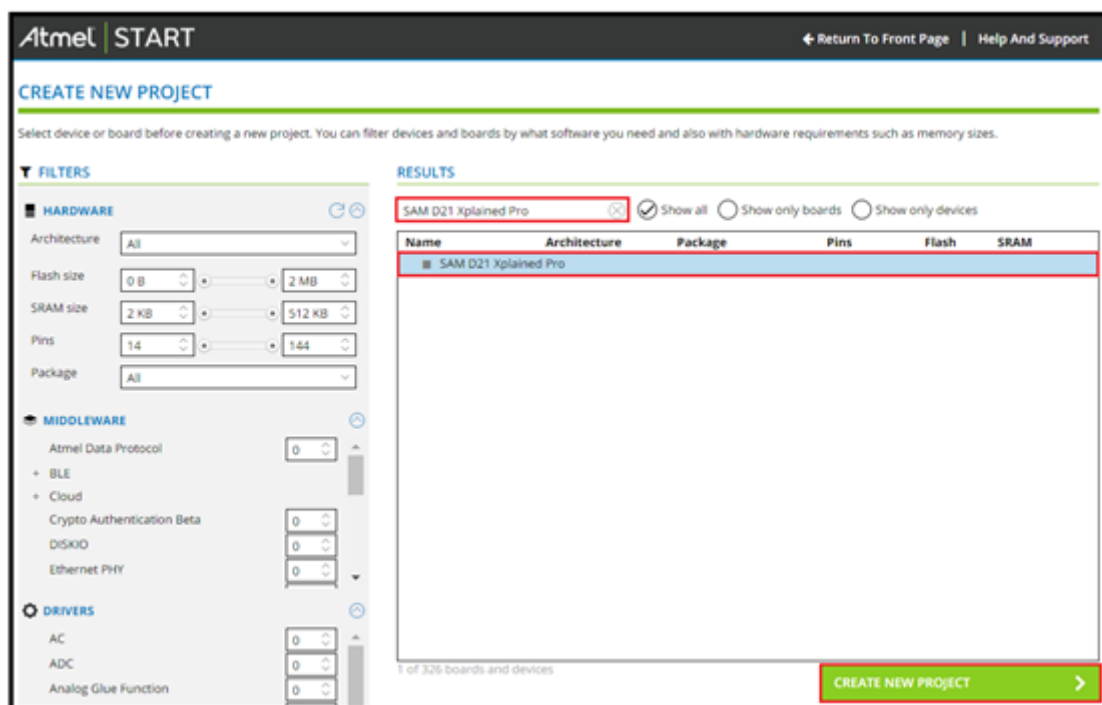 Atmel START
Return To Front Page | Help And Support
CREATE NEW PROJECT
Select device or board before creating a new project. You can filter devices and boards by what software you need and also with hardware requirements such as memory sizes.
FILTERS
HARDWARE
Architecture All
Flash size 0 B 2 MB
SRAM size 2 KB 512 KB
Pins 14 144
Package All
MIDDLEWARE
Atmel Data Protocol 0
+ BLE
+ Cloud
Crypto Authentication Beta 0
DISKIO 0
Ethernet PHY 0
DRIVERS
AC 0
ADC 0
Analog Glue Function 0
RESULTS
SAM D21 Xplained Pro Show all Show only boards Show only devices
Name Architecture Package Pins Flash SRAM
SAM D21 Xplained Pro
1 of 326 boards and devices
CREATE NEW PROJECT